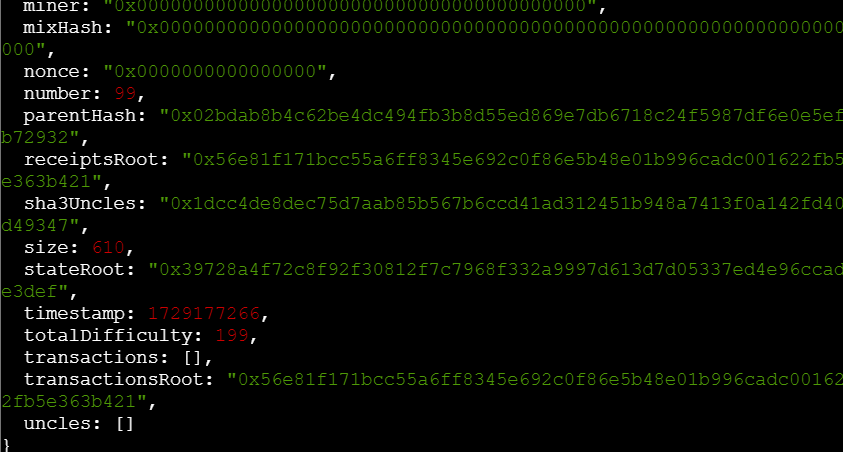 miner: "0x0000000000000000000000000000000000000000",
mixHash: "0x000000000000000000000000000000000000000000000000000000000000
000",
nonce: "0x0000000000000000",
number: 99,
parentHash: "0x02bdab8b4c62be4dc494fb3b8d55ed869e7db6718c24f5987df6e0e5ef
b72932",
receiptsRoot: "0x56e81f171bcc55a6ff8345e692c0f86e5b48e01b996cadc001622fb5
e363b421",
sha3Uncles: "0x1dcc4de8dec75d7aab85b567b6ccd41ad312451b948a7413f0a142fd40
d49347",
size: 610,
stateRoot: "0x39728a4f72c8f92f30812f7c7968f332a9997d613d7d05337ed4e96ccad
e3def",
timestamp: 1729177266,
totalDifficulty: 199,
transactions: [],
transactionsRoot: "0x56e81f171bcc55a6ff8345e692c0f86e5b48e01b996cadc00162
2fb5e363b421",
uncles: []
}